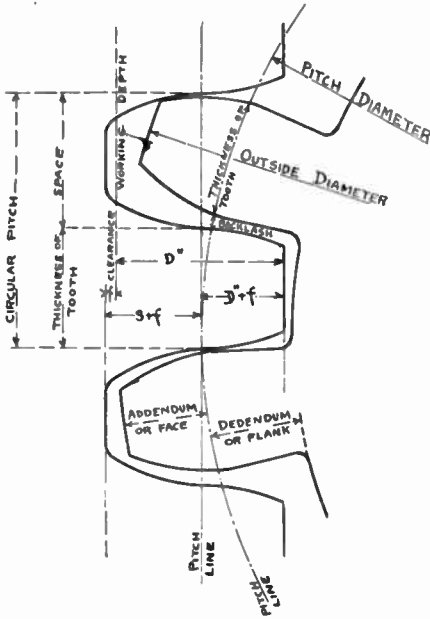 CIRCULAR PITCH
THICKNESS OF
TOOTH
SPACE
CLEARANCE
WORKING DEPTH
D"
S+f
D"+f
BACKLASH
THICKNESS OF
TOOTH
PITCH DIAMETER
OUTSIDE DIAMETER
ADDENDUM
OR FACE
DEDENDUM
OR PLANK
PITCH
LINE
PITCH
LINE